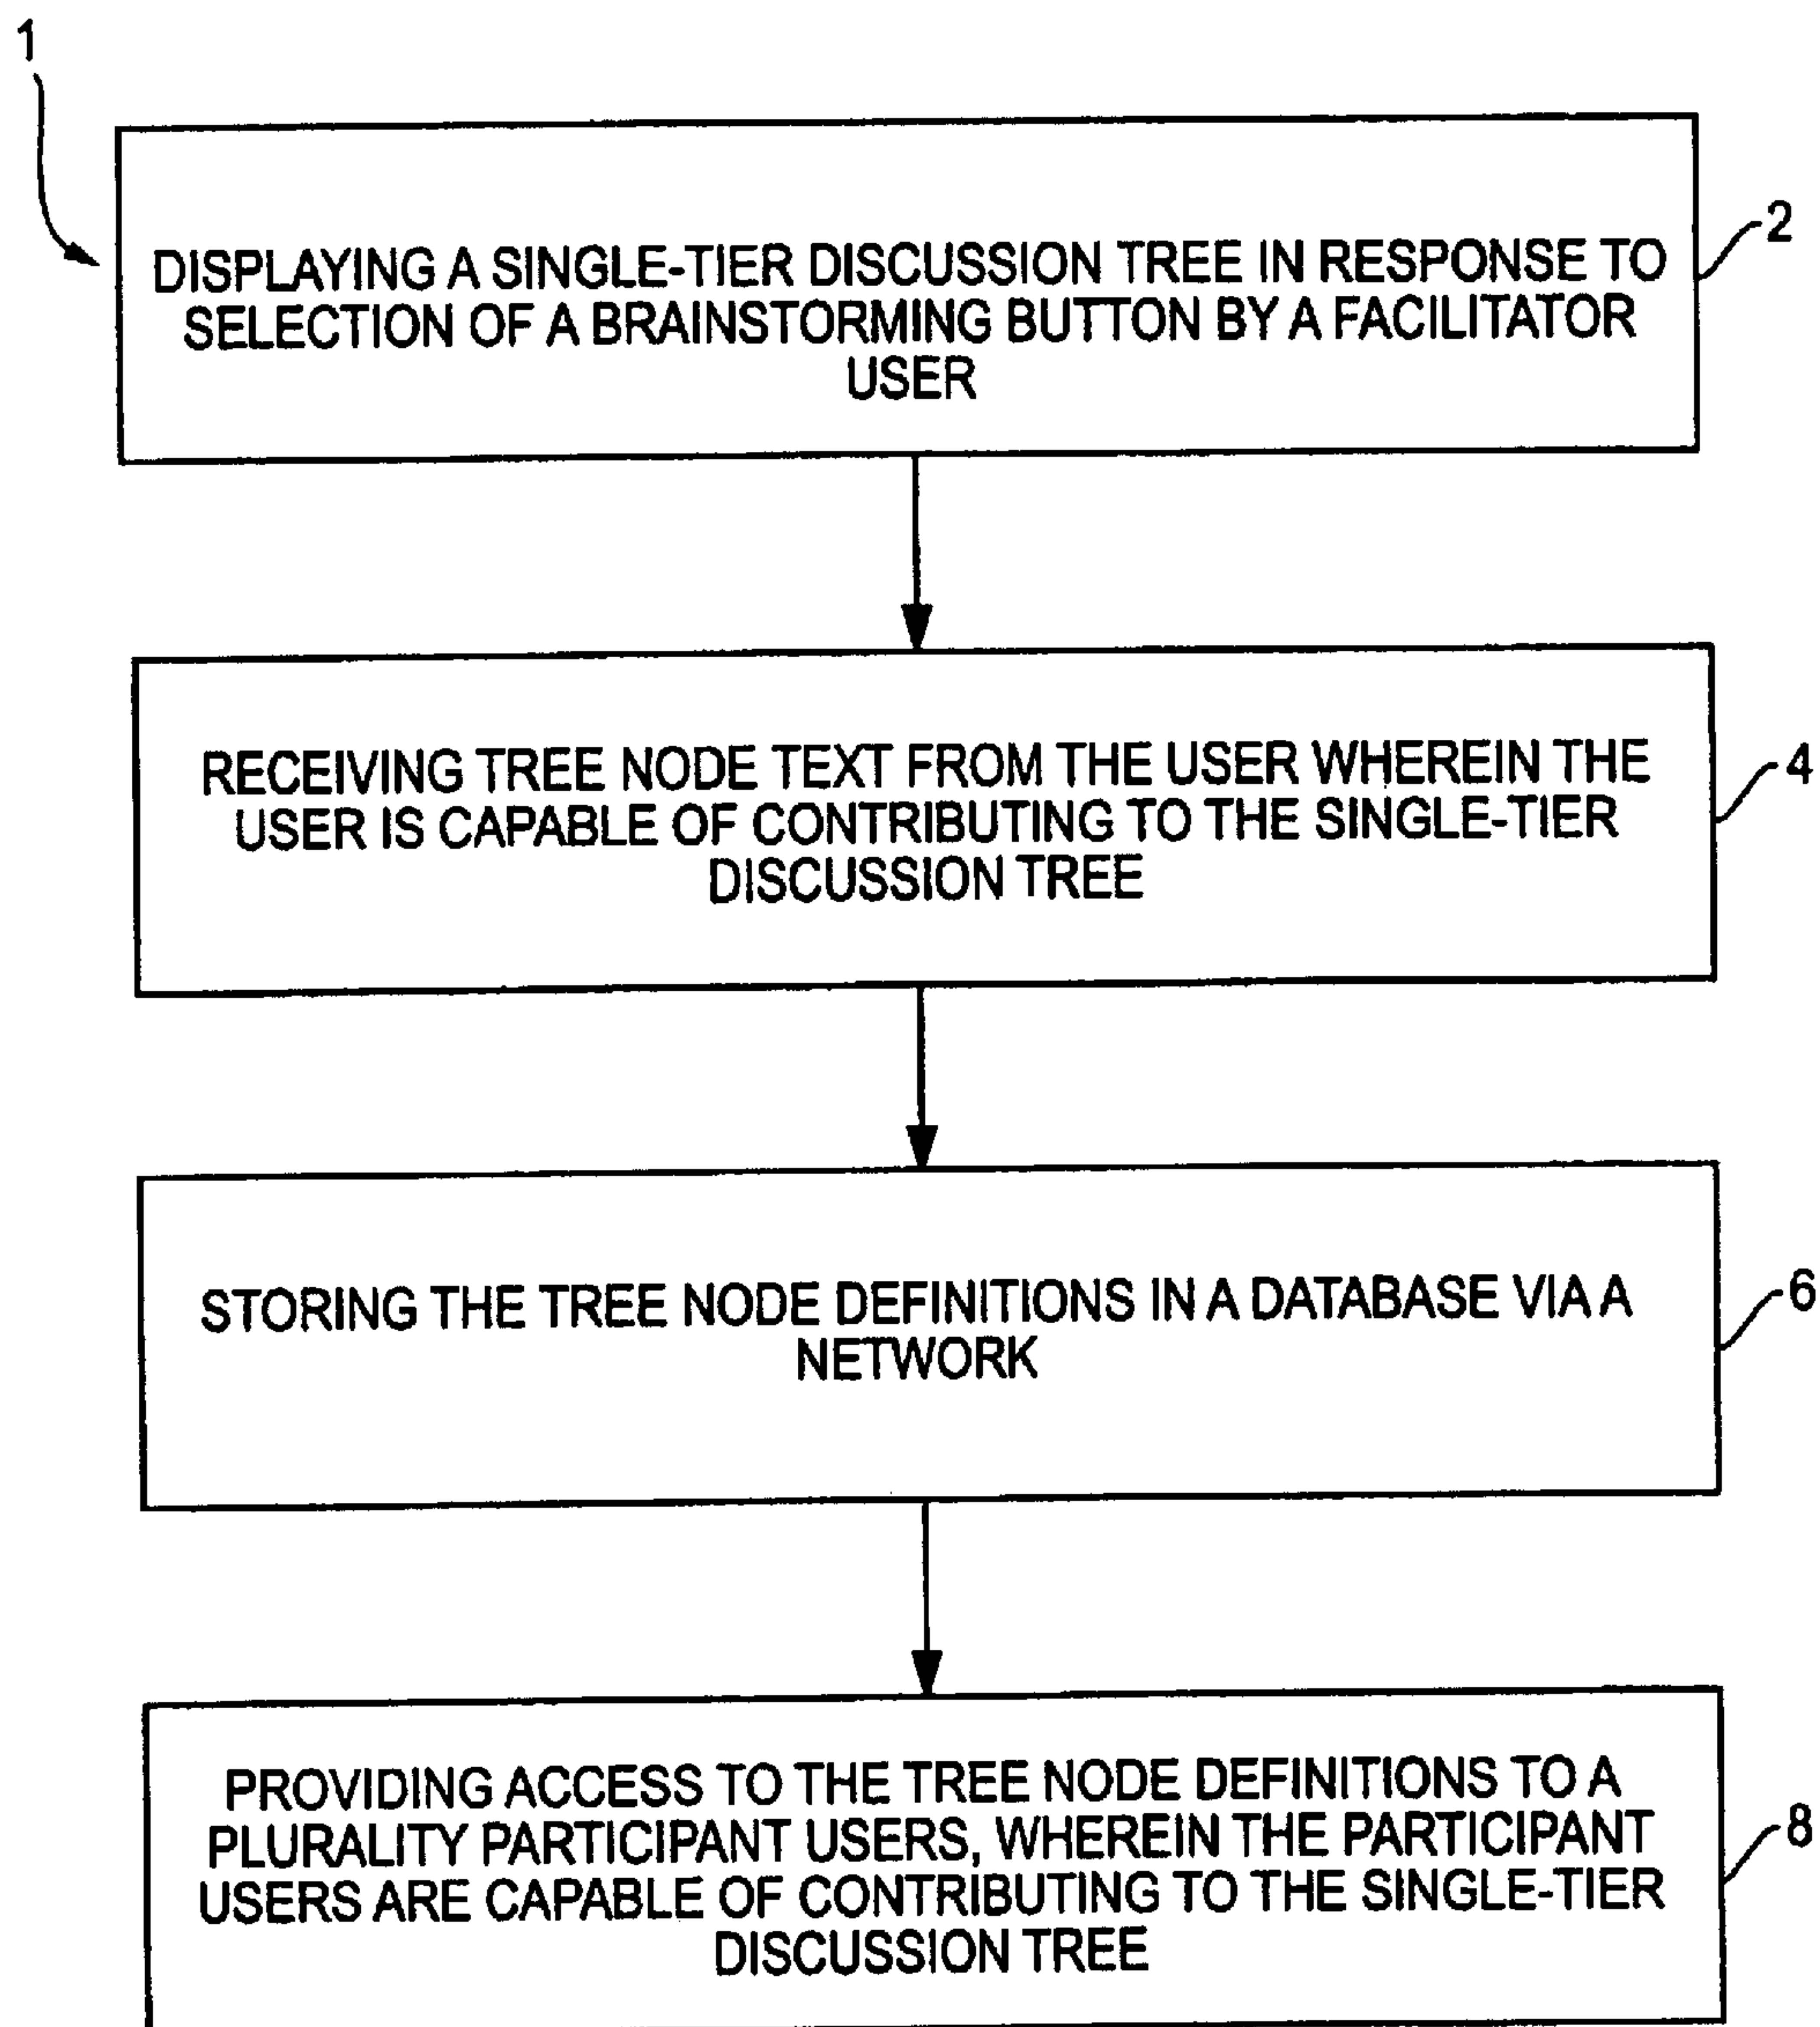 1
DISPLAYING A SINGLE-TIER DISCUSSION TREE IN RESPONSE TO
SELECTION OF A BRAINSTORMING BUTTON BY A FACILITATOR
USER
2
RECEIVING TREE NODE TEXT FROM THE USER WHEREIN THE
USER IS CAPABLE OF CONTRIBUTING TO THE SINGLE-TIER
DISCUSSION TREE
4
STORING THE TREE NODE DEFINITIONS IN A DATABASE VIA A
NETWORK
6
PROVIDING ACCESS TO THE TREE NODE DEFINITIONS TO A
PLURALITY PARTICIPANT USERS, WHEREIN THE PARTICIPANT
USERS ARE CAPABLE OF CONTRIBUTING TO THE SINGLE-TIER
DISCUSSION TREE
8